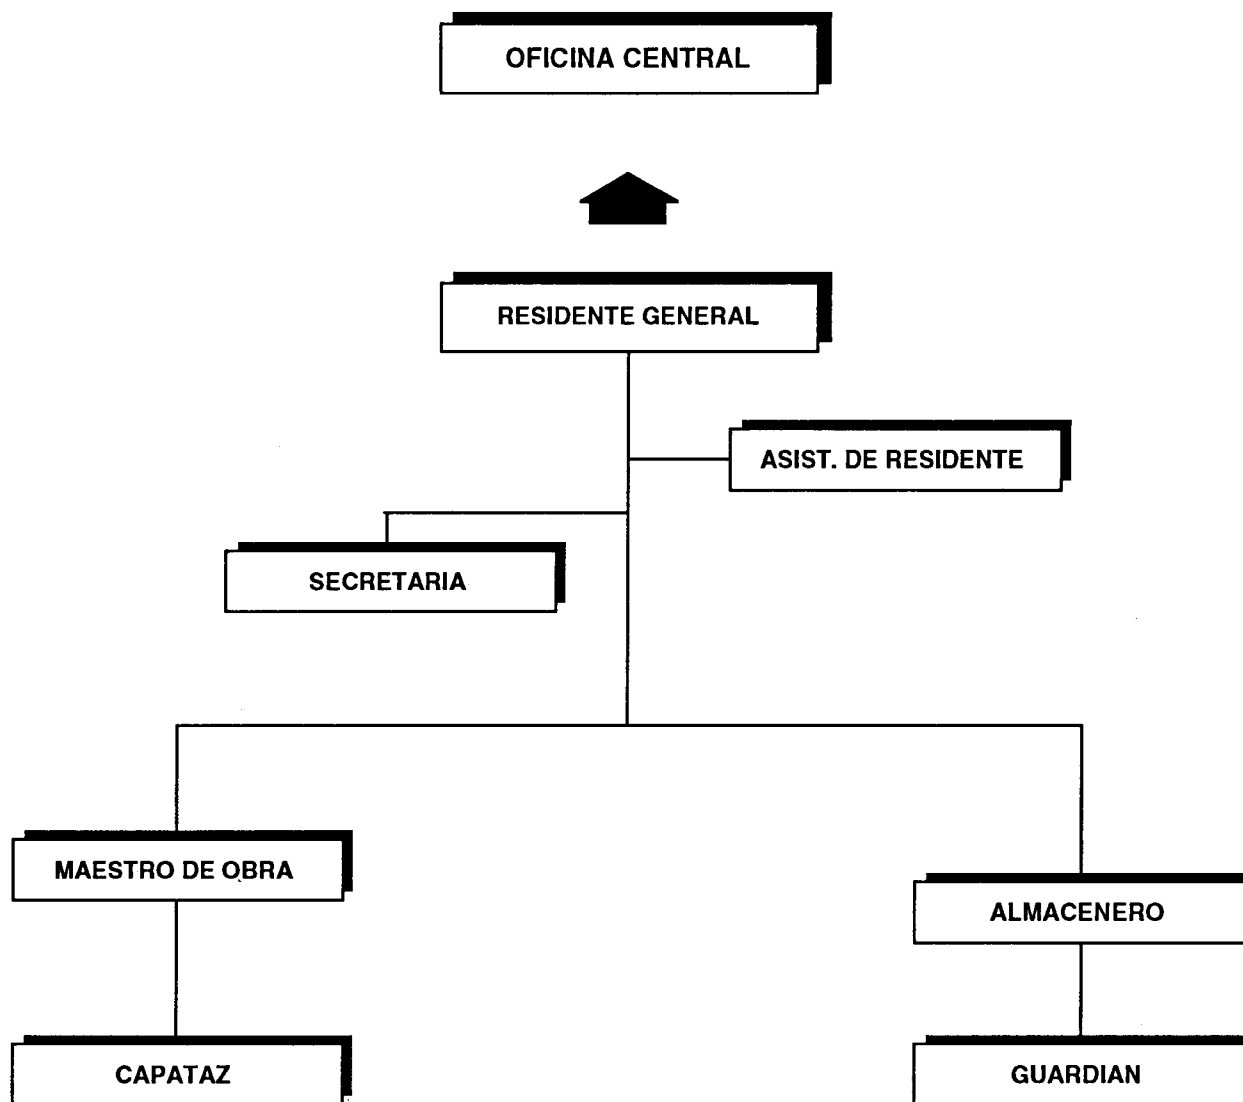 OFICINA CENTRAL
RESIDENTE GENERAL
ASIST. DE RESIDENTE
SECRETARIA
MAESTRO DE OBRA
ALMACENERO
CAPATAZ
GUARDIAN